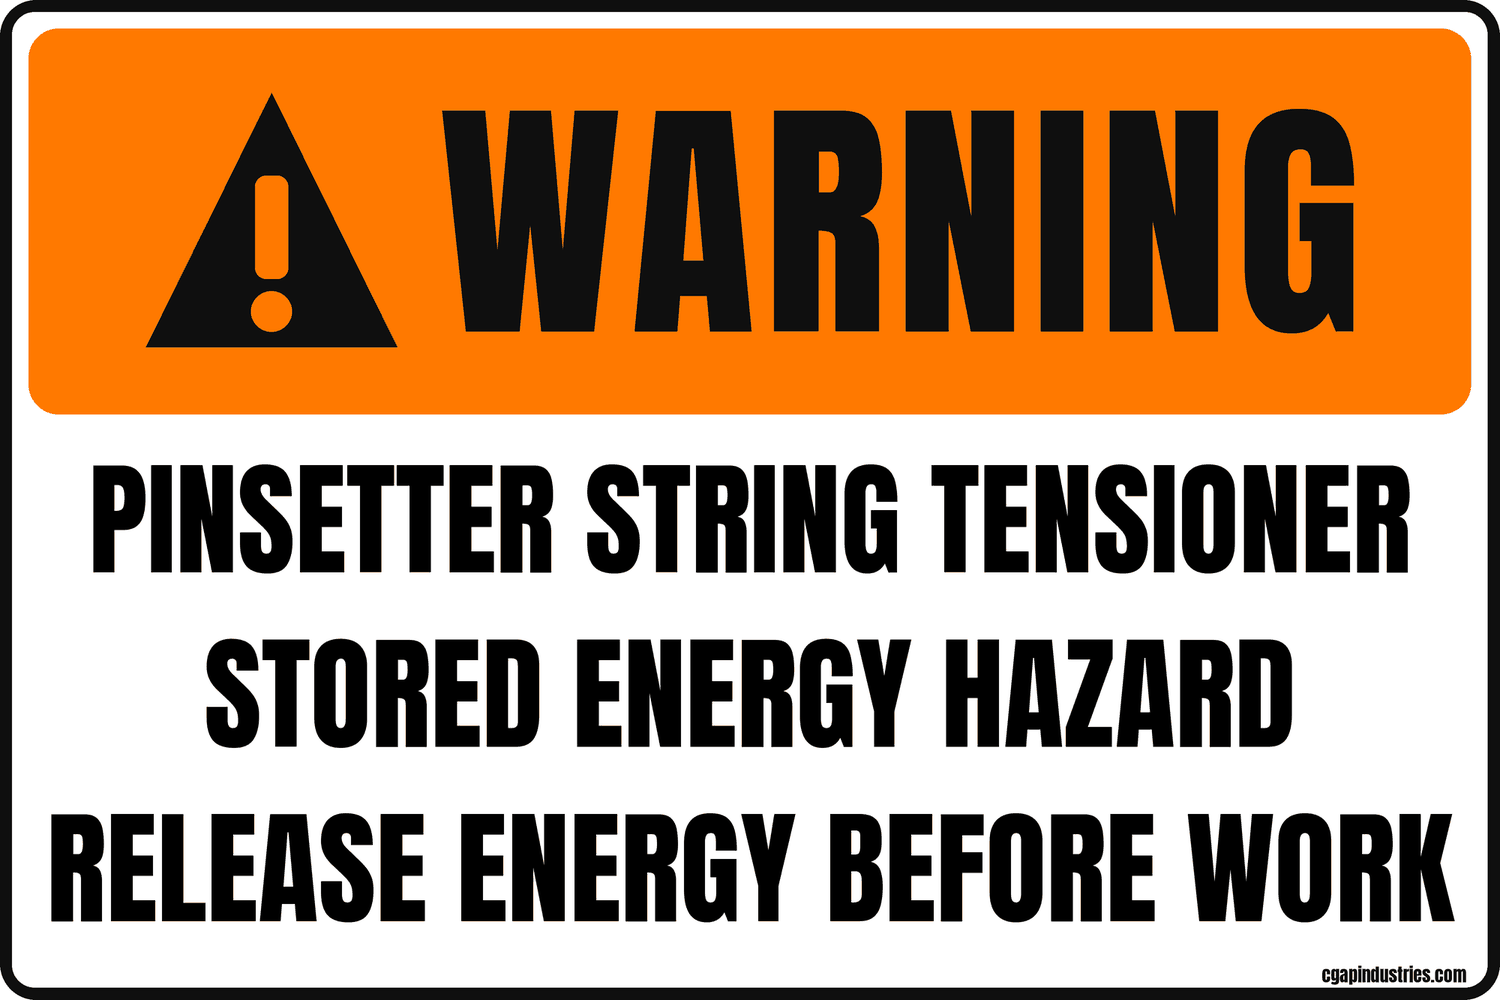 WARNING
PINSETTER STRING TENSIONER
STORED ENERGY HAZARD
RELEASE ENERGY BEFORE WORK
cgapindustries.com